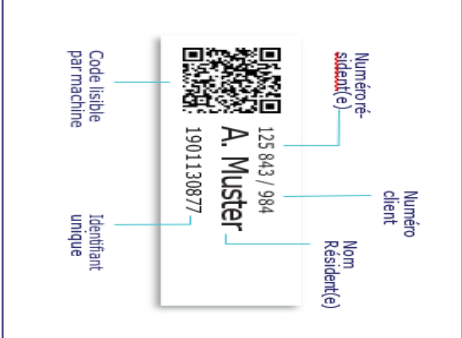 Numéro ré-
sident(e)
Numéro
client
Nom
Résident(e)
125 843 / 984
A. Muster
1901130877
Code lisible
par machine
Identifiant
unique